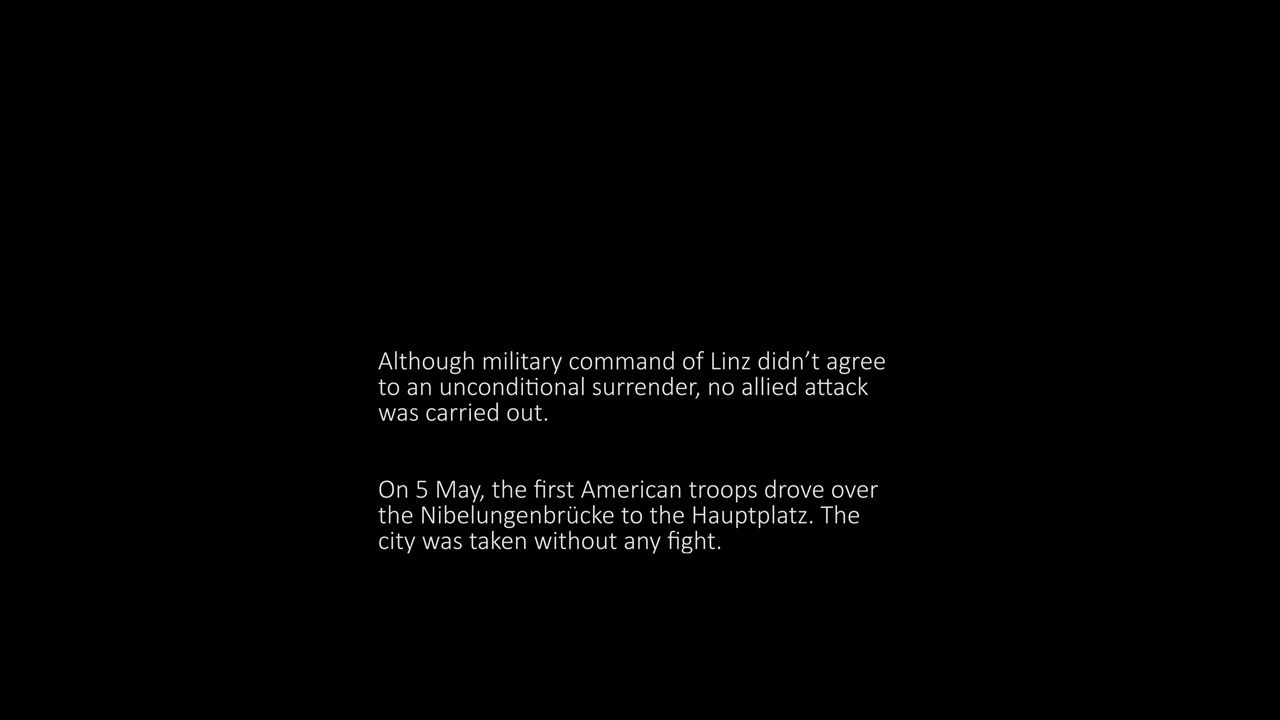 Although military command of Linz didn’t agree
to an unconditional surrender, no allied attack
was carried out.
On 5 May, the first American troops drove over
the Nibelungenbrücke to the Hauptplatz. The
city was taken without any fight.